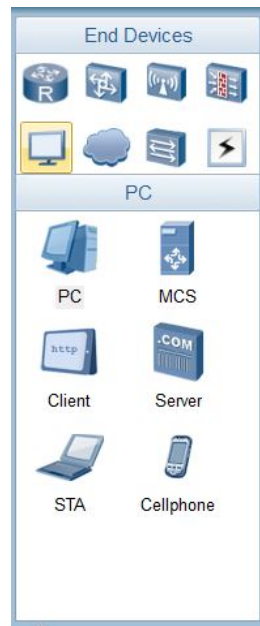 End Devices
R
PC
PC MCS
http
.COM
Client Server
STA Cellphone